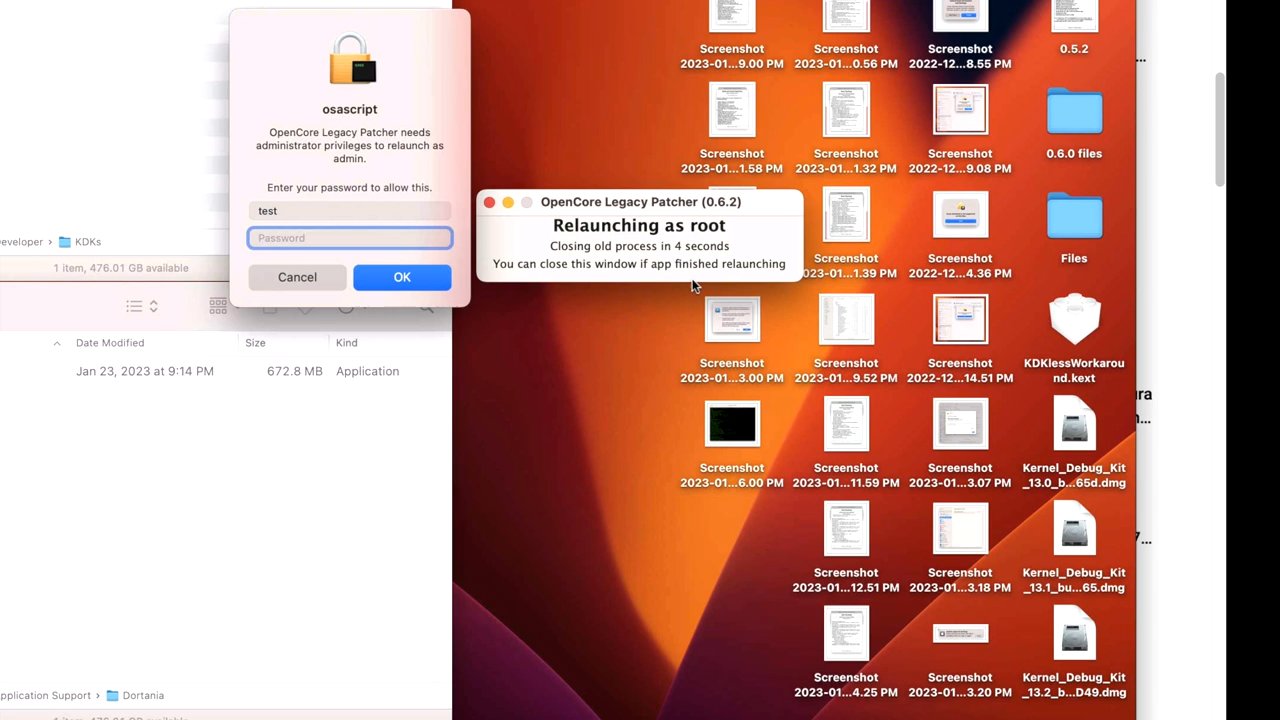 osascript
OpenCore Legacy Patcher needs
administrator privileges to relaunch as
admin.
Enter your password to allow this.
test
Password
Cancel
OK
eveloper › KDKs
1 item, 476.01 GB available
Date Modified
Size
Kind
Jan 23, 2023 at 9:14 PM
672.8 MB
Application
pplication Support › Dortania
OpenCore Legacy Patcher (0.6.2)
Relaunching as root
Closing old process in 4 seconds
You can close this window if app finished relaunching
Screenshot
2023-01...9.00 PM
Screenshot
2023-01...0.56 PM
Screenshot
2022-12...8.55 PM
0.5.2
Screenshot
2023-01...1.58 PM
Screenshot
2023-01...1.32 PM
Screenshot
2022-12...9.08 PM
0.6.0 files
2023-01...1.39 PM
Screenshot
2022-12...4.36 PM
Files
Screenshot
2023-01...3.00 PM
Screenshot
2023-01...9.52 PM
Screenshot
2022-12...14.51 PM
KDKlessWorkarou
nd.kext
Screenshot
2023-01...6.00 PM
Screenshot
2023-01...11.59 PM
Screenshot
2023-01...3.07 PM
Kernel_Debug_Kit
_13.0_b...65d.dmg
Screenshot
2023-01...12.51 PM
Screenshot
2023-01...3.18 PM
Kernel_Debug_Kit
_13.1_bu...65.dmg
Screenshot
2023-01...4.25 PM
Screenshot
2023-01...3.20 PM
Kernel_Debug_Kit
_13.2_b...D49.dmg
ura
7...